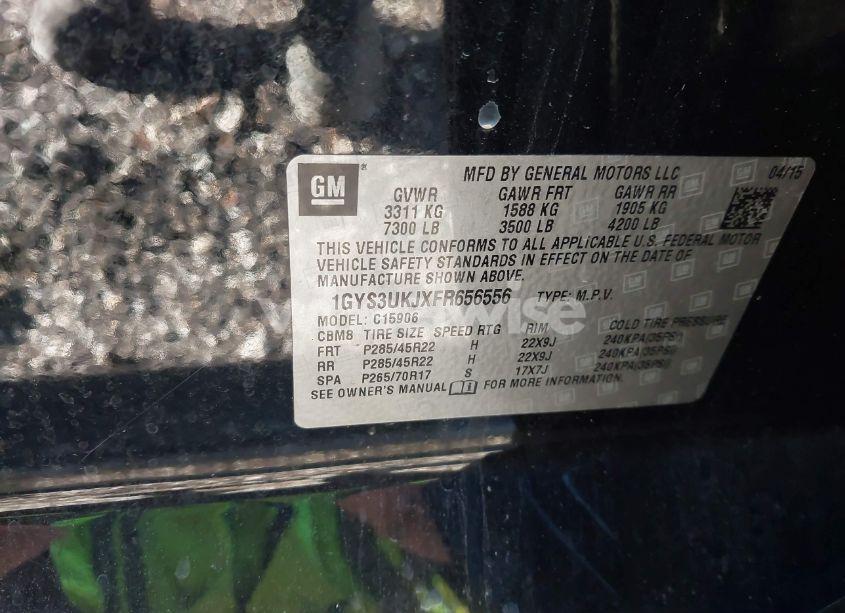 GM
MFD BY GENERAL MOTORS LLC 04/15
GVWR GAWR FRT GAWR RR
3311 KG 1588 KG 1905 KG
7300 LB 3500 LB 4200 LB
THIS VEHICLE CONFORMS TO ALL APPLICABLE U.S. FEDERAL MOTOR
VEHICLE SAFETY STANDARDS IN EFFECT ON THE DATE OF
MANUFACTURE SHOWN ABOVE.
1GYS3UKJXFR656556 TYPE: M.P.V.
MODEL: C15906
CBM8 TIRE SIZE SPEED RTG RIM COLD TIRE PRESSURE
FRT P285/45R22 H 22X9J 240KPA(35PSI)
RR P285/45R22 H 22X9J 240KPA(35PSI)
SPA P265/70R17 S 17X7J 240KPA(35PSI)
SEE OWNER'S MANUAL FOR MORE INFORMATION.